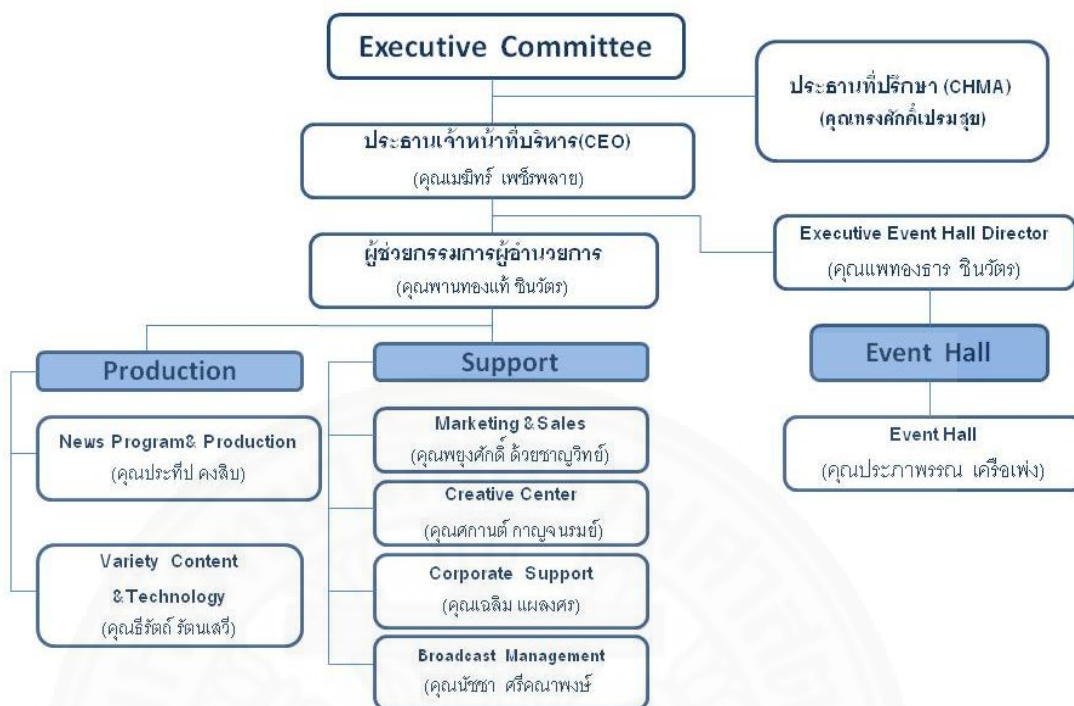 Executive Committee
ประธานที่ปรึกษา (CHMA)
(คุณทรงศักดิ์เปรมสุข)
ประธานเจ้าหน้าที่บริหาร(CEO)
(คุณเมฆินทร์ เพ็ชรพลาย)
ผู้ช่วยกรรมการผู้อำนวยการ
(คุณพานทองแท้ ชินวัตร)
Executive Event Hall Director
(คุณแพทองธาร ชินวัตร)
Production
Support
Event Hall
News Program& Production
(คุณประทีป คงสิบ)
Variety Content
&Technology
(คุณธีรัตถ์ รัตนเสวี)
Marketing &Sales
(คุณพยุงศักดิ์ ด้วยชาญวิทย์)
Creative Center
(คุณศกานต์ กาญจนรมย์)
Corporate Support
(คุณเฉลิม แผลงศร)
Broadcast Management
(คุณนัชชา ศรีคณาพงษ์
Event Hall
(คุณประภาพรรณ เครือเพ่ง)